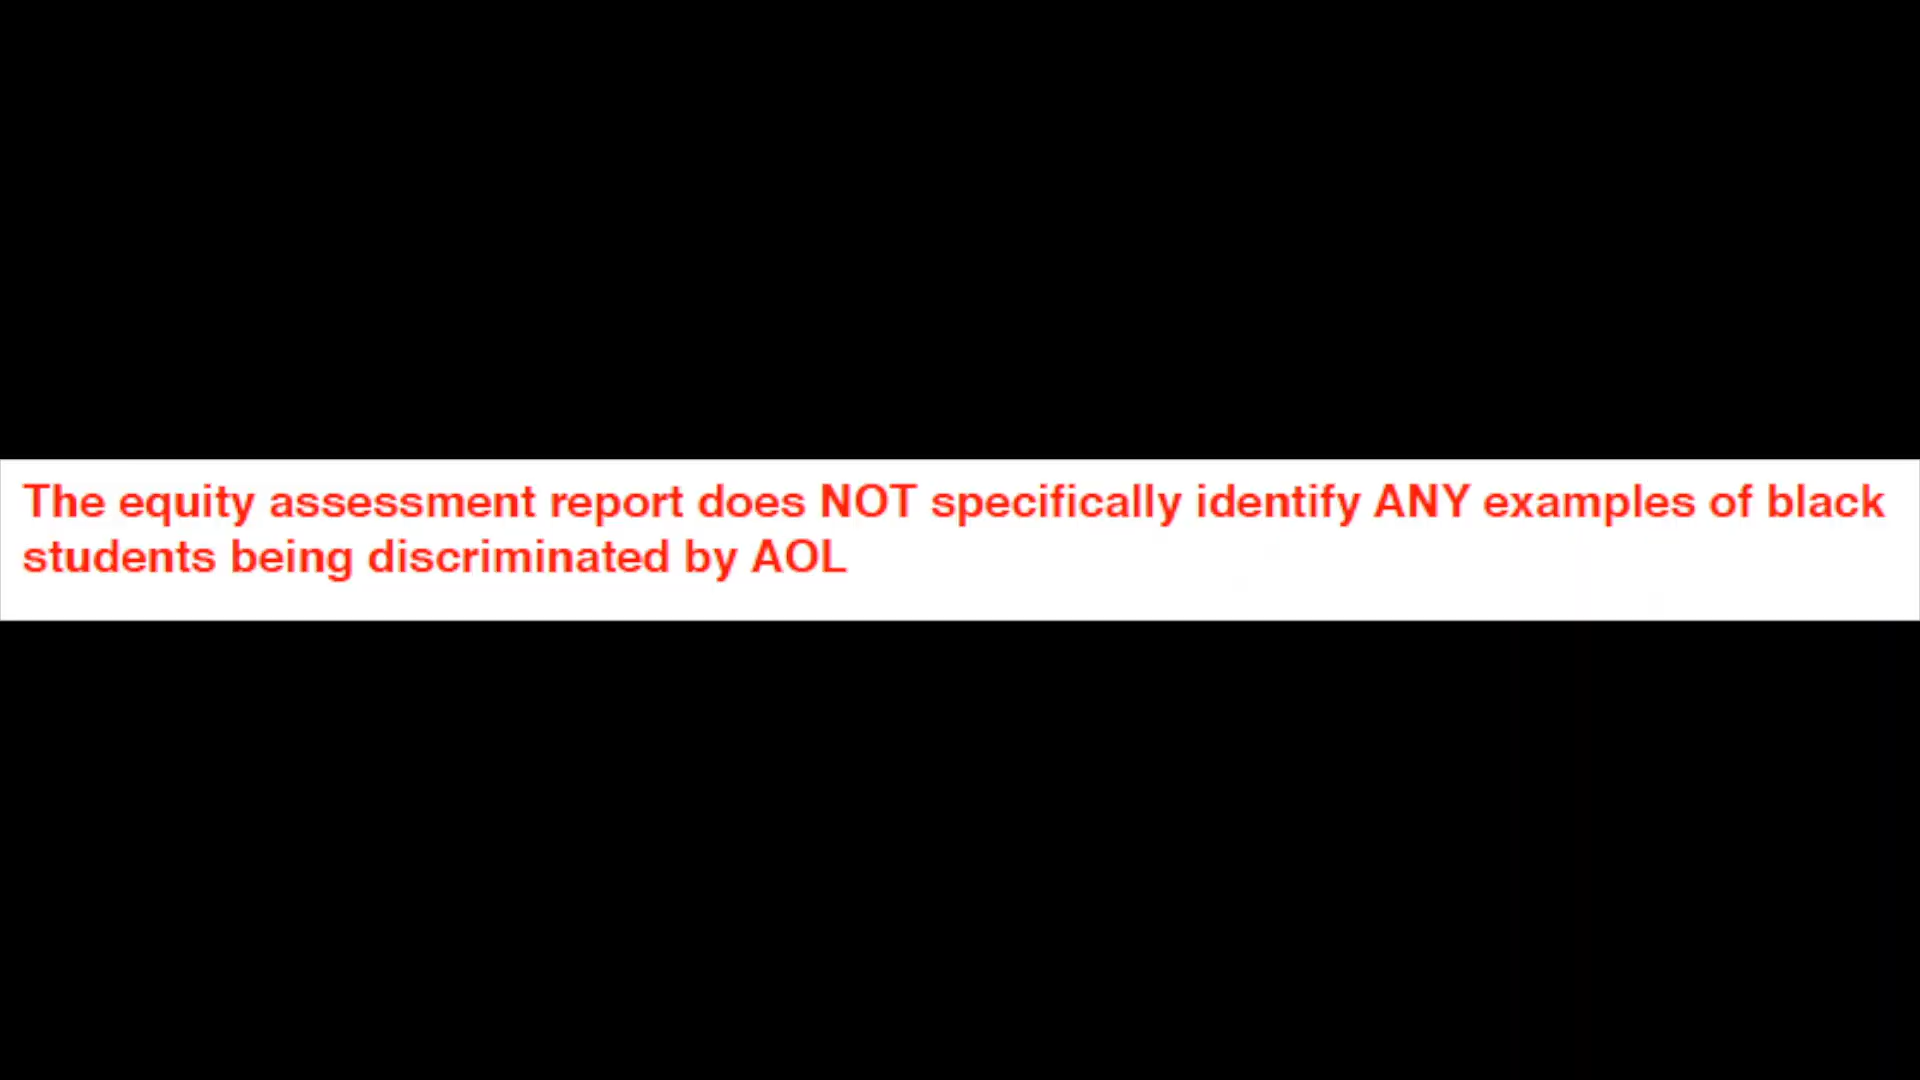 The equity assessment report does NOT specifically identify ANY examples of black
students being discriminated by AOL